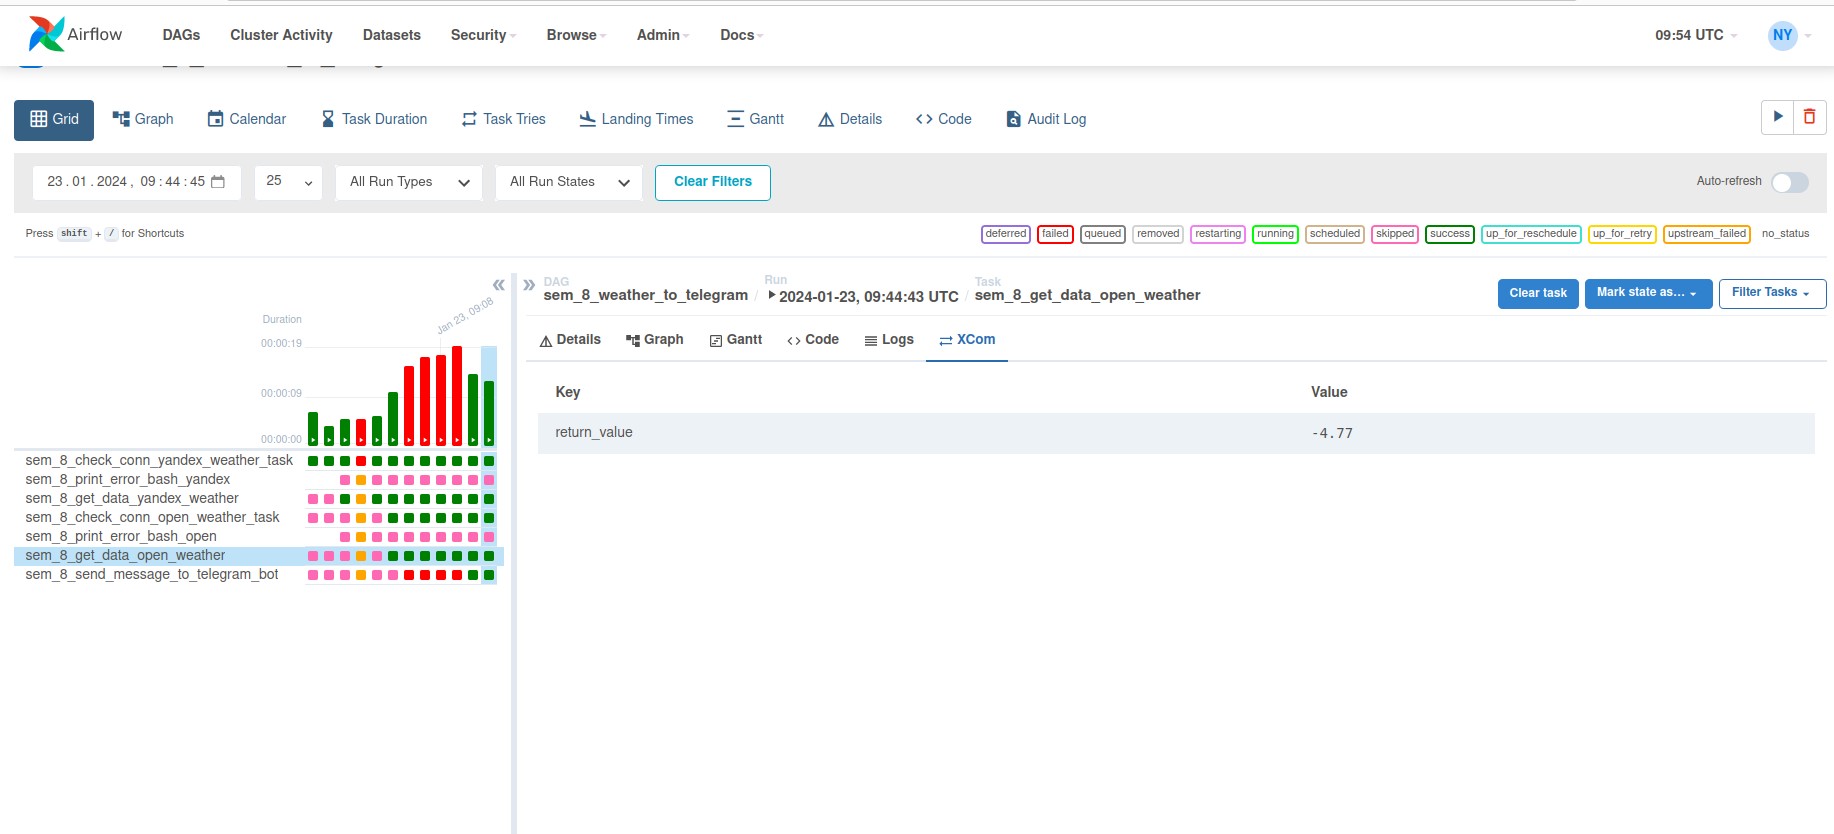 Airflow DAGs Cluster Activity Datasets Security Browse Admin Docs 09:54 UTC NY
Grid Graph Calendar Task Duration Task Tries Landing Times Gantt Details Code Audit Log
23.01.2024, 09:44:45 25 All Run Types All Run States Clear Filters Auto-refresh
Press shift + / for Shortcuts deferred failed queued removed restarting running scheduled skipped success up_for_reschedule up_for_retry upstream_failed no_status
DAG Run Task
sem_8_weather_to_telegram / 2024-01-23, 09:44:43 UTC / sem_8_get_data_open_weather Clear task Mark state as... Filter Tasks
Details Graph Gantt Code Logs XCom
Jan 23, 09:08
Duration
00:00:19
00:00:09
00:00:00
Key Value
return_value -4.77
sem_8_check_conn_yandex_weather_task
sem_8_print_error_bash_yandex
sem_8_get_data_yandex_weather
sem_8_check_conn_open_weather_task
sem_8_print_error_bash_open
sem_8_get_data_open_weather
sem_8_send_message_to_telegram_bot